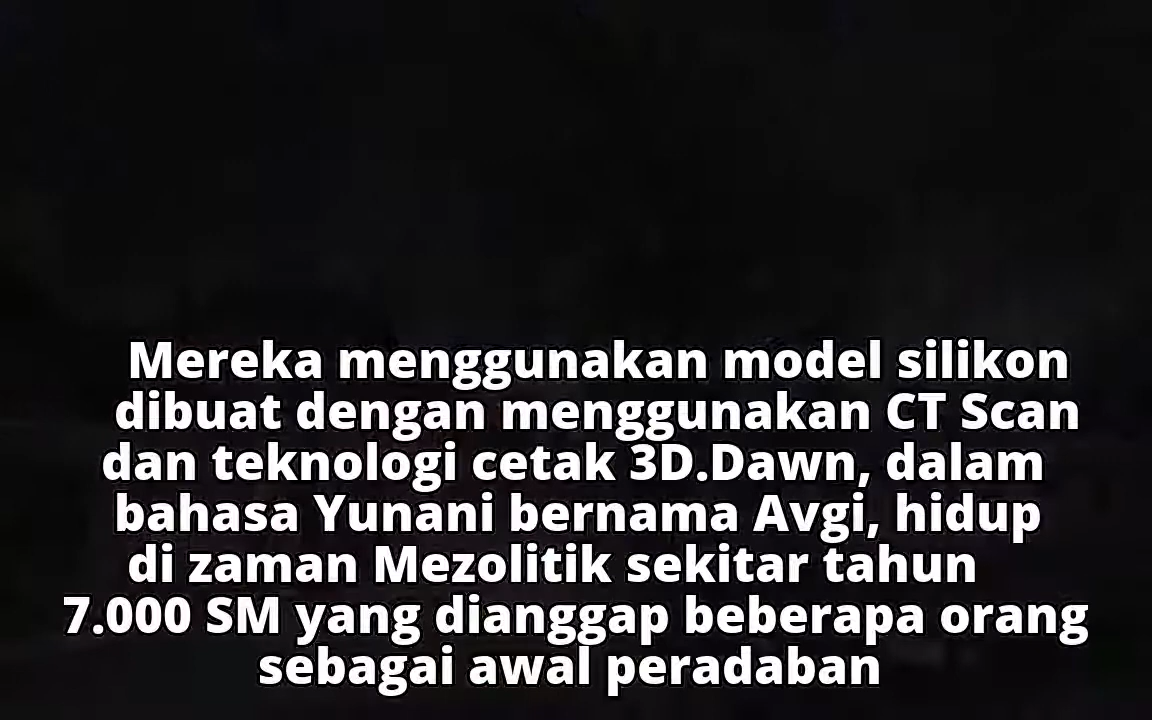 Mereka menggunakan model silikon
dibuat dengan menggunakan CT Scan
dan teknologi cetak 3D.Dawn, dalam
bahasa Yunani bernama Avgi, hidup
di zaman Mezolitik sekitar tahun
7.000 SM yang dianggap beberapa orang
sebagai awal peradaban